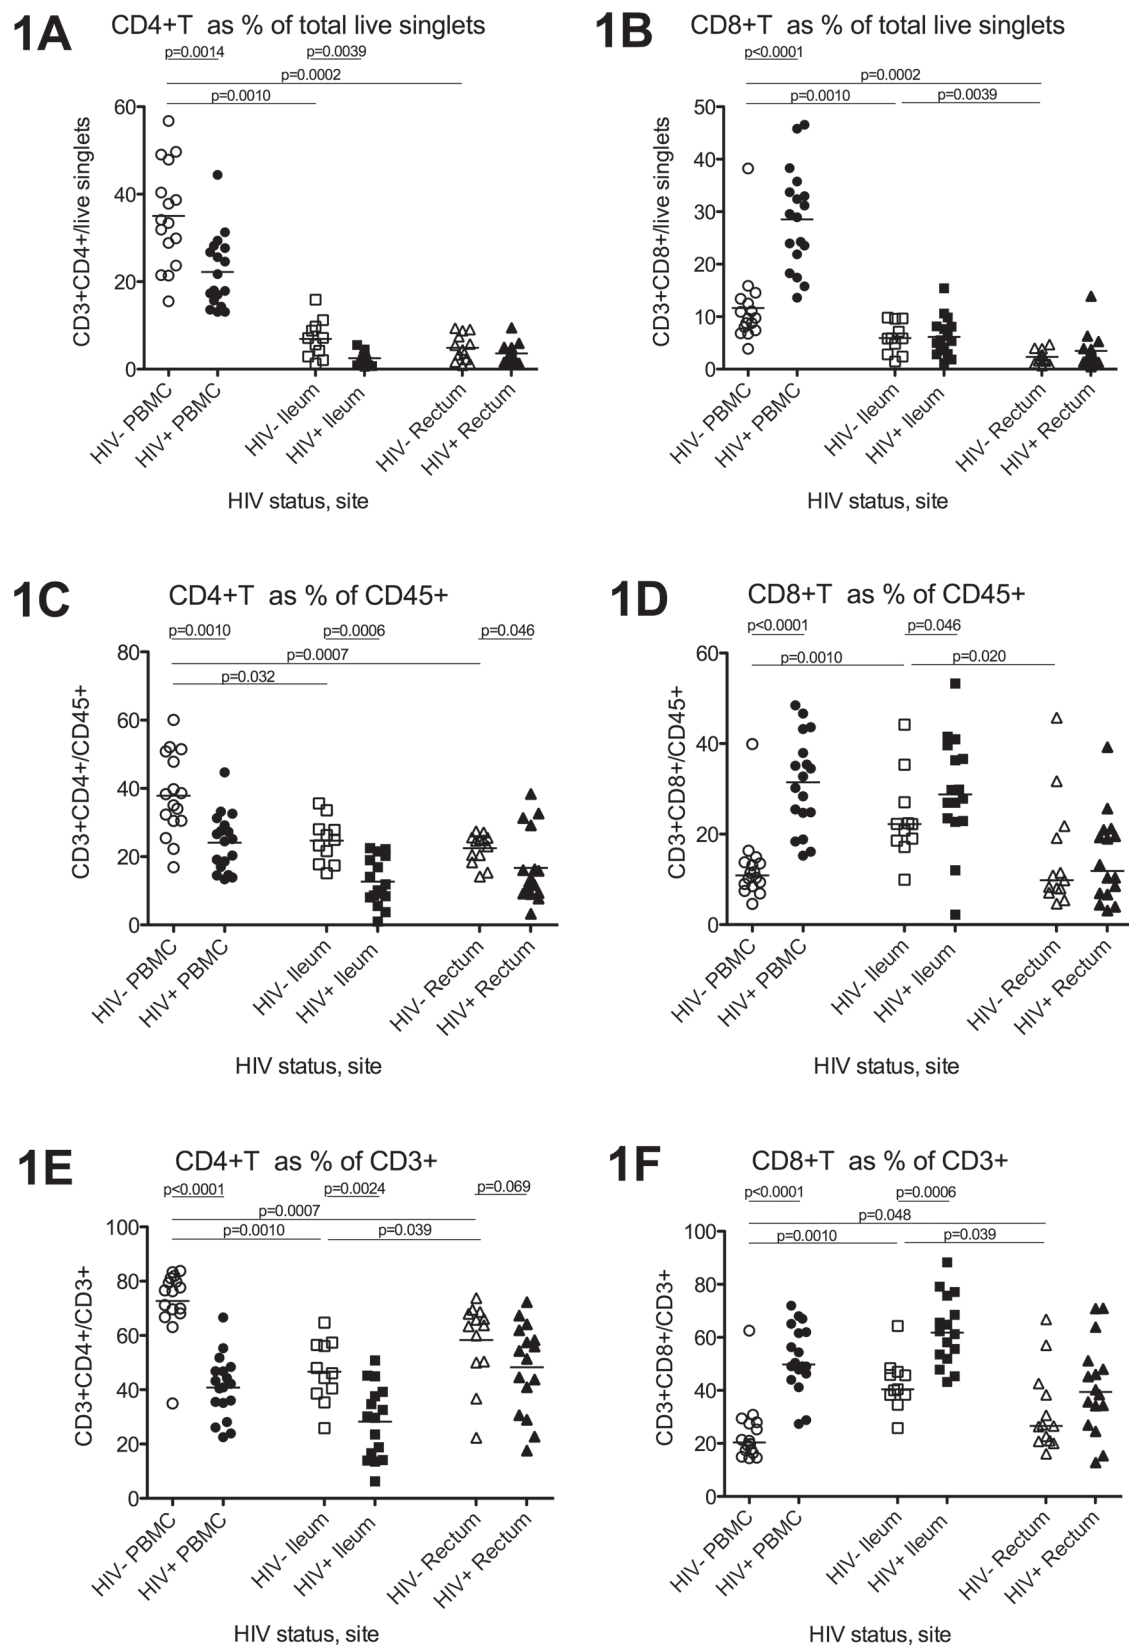 1A
CD4+T as % of total live singlets
p=0.0014
p=0.0039
p=0.0002
p=0.0010
60
40
20
0
CD3+CD4+/live singlets
HIV- PBMC
HIV+ PBMC
HIV- Ileum
HIV+ Ileum
HIV- Rectum
HIV+ Rectum
HIV status, site
1B
CD8+T as % of total live singlets
p<0.0001
p=0.0002
p=0.0010
p=0.0039
50
40
30
20
10
0
CD3+CD8+/live singlets
HIV- PBMC
HIV+ PBMC
HIV- Ileum
HIV+ Ileum
HIV- Rectum
HIV+ Rectum
HIV status, site
1C
CD4+T as % of CD45+
p=0.0010
p=0.0006
p=0.046
p=0.0007
p=0.032
80
60
40
20
0
CD3+CD4+/CD45+
HIV- PBMC
HIV+ PBMC
HIV- Ileum
HIV+ Ileum
HIV- Rectum
HIV+ Rectum
HIV status, site
1D
CD8+T as % of CD45+
p<0.0001
p=0.046
p=0.0010
p=0.020
60
40
20
0
CD3+CD8+/CD45+
HIV- PBMC
HIV+ PBMC
HIV- Ileum
HIV+ Ileum
HIV- Rectum
HIV+ Rectum
HIV status, site
1E
CD4+T as % of CD3+
p<0.0001
p=0.0024
p=0.069
p=0.0007
p=0.0010
p=0.039
100
80
60
40
20
0
CD3+CD4+/CD3+
HIV- PBMC
HIV+ PBMC
HIV- Ileum
HIV+ Ileum
HIV- Rectum
HIV+ Rectum
HIV status, site
1F
CD8+T as % of CD3+
p<0.0001
p=0.0006
p=0.048
p=0.0010
p=0.039
100
80
60
40
20
0
CD3+CD8+/CD3+
HIV- PBMC
HIV+ PBMC
HIV- Ileum
HIV+ Ileum
HIV- Rectum
HIV+ Rectum
HIV status, site